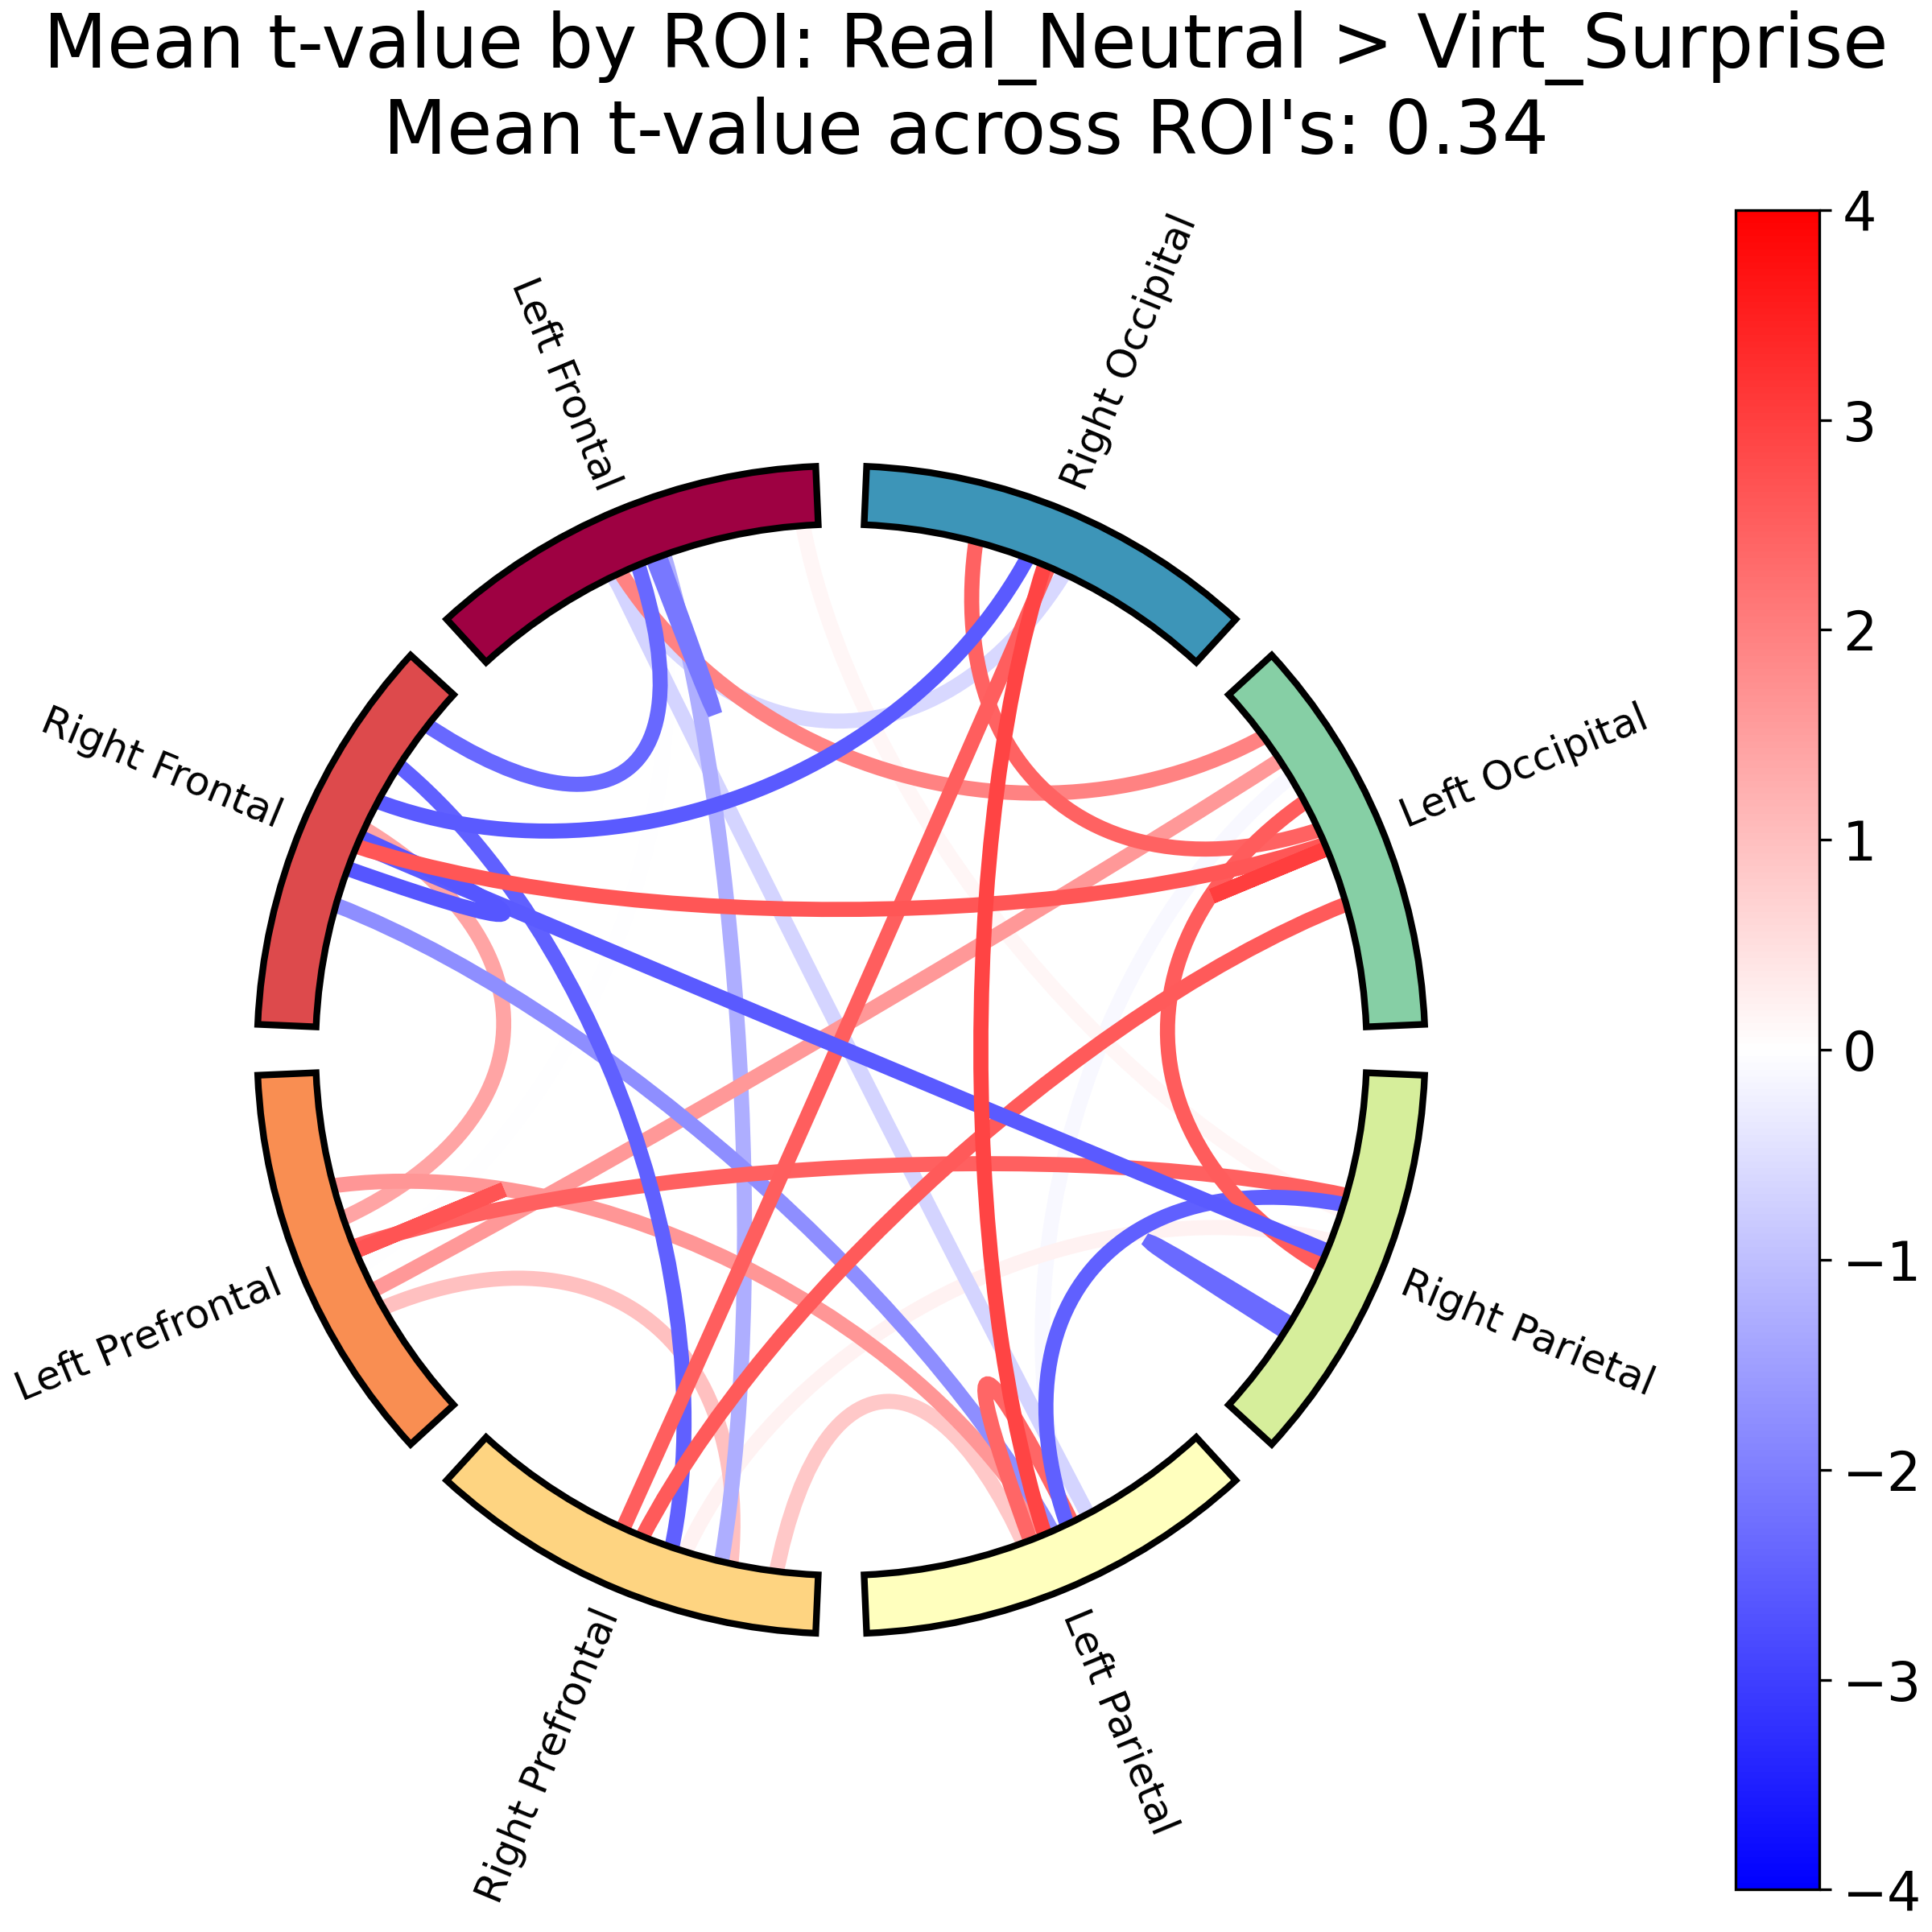 Mean t-value by ROI: Real_Neutral > Virt_Surprise
Mean t-value across ROI's: 0.34
Left Frontal
Right Occipital
Right Frontal
Left Occipital
Left Prefrontal
Right Parietal
Right Prefrontal
Left Parietal
4
3
2
1
0
−1
−2
−3
−4